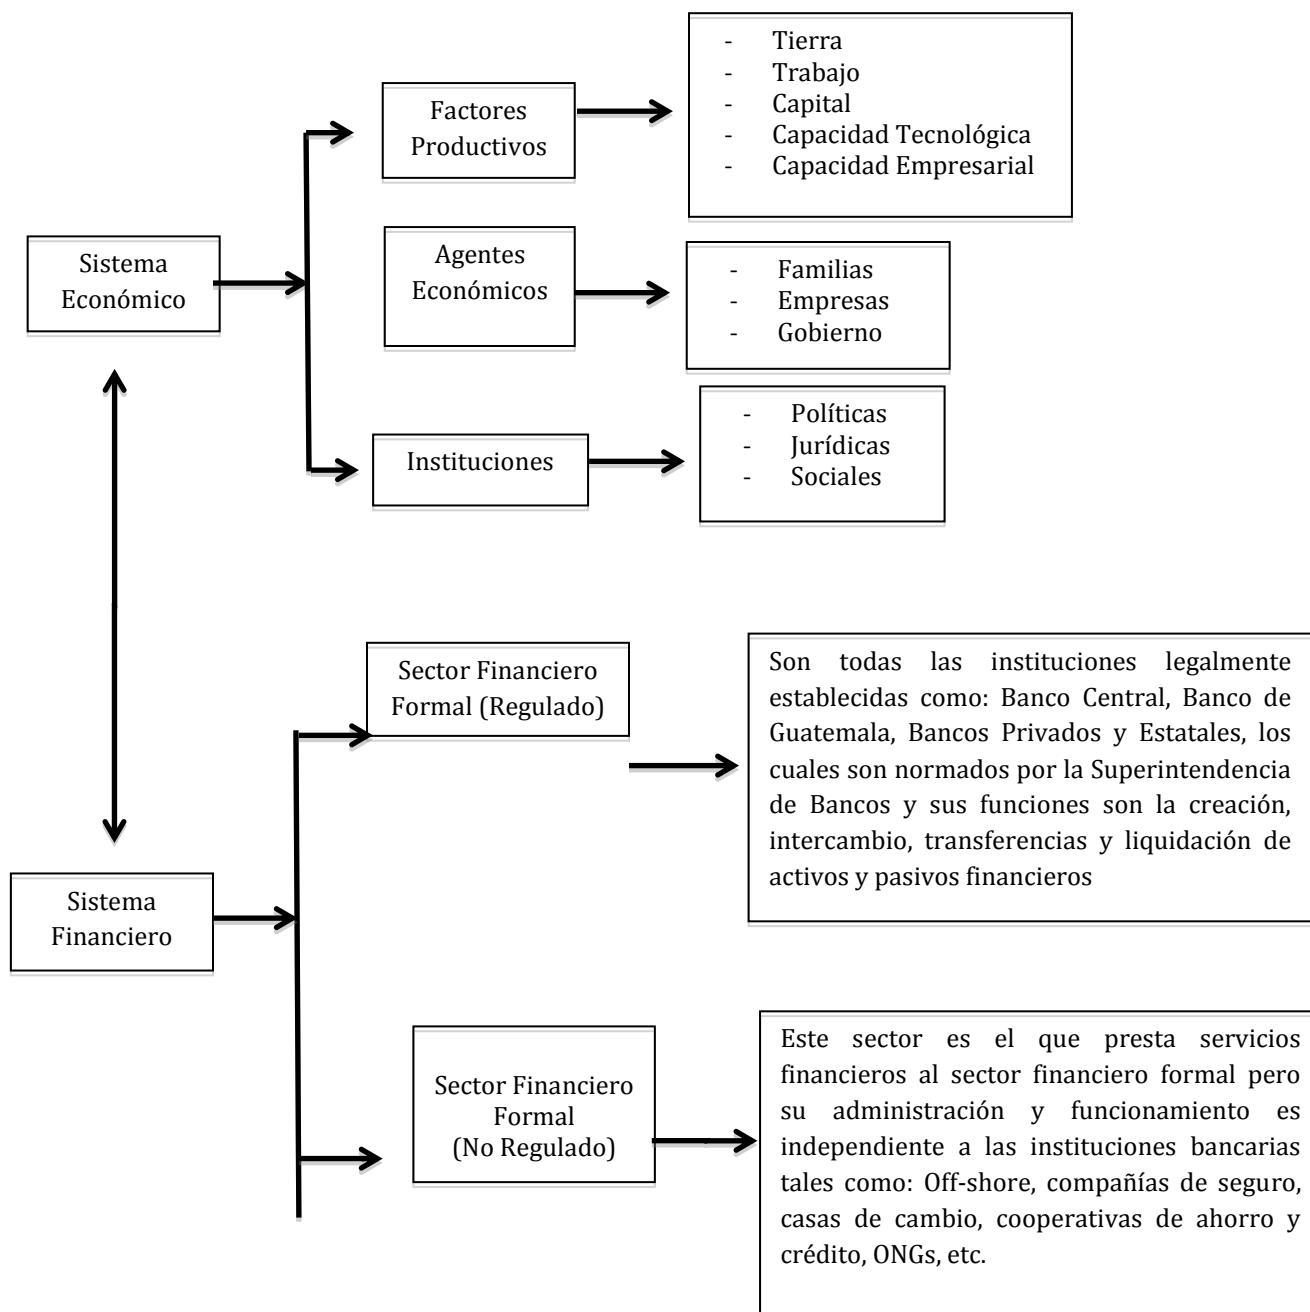 - Tierra
- Trabajo
- Capital
- Capacidad Tecnológica
- Capacidad Empresarial
Factores
Productivos
Sistema
Económico
Agentes
Económicos
- Familias
- Empresas
- Gobierno
Instituciones
- Políticas
- Jurídicas
- Sociales
Sector Financiero
Formal (Regulado)
Son todas las instituciones legalmente
establecidas como: Banco Central, Banco de
Guatemala, Bancos Privados y Estatales, los
cuales son normados por la Superintendencia
de Bancos y sus funciones son la creación,
intercambio, transferencias y liquidación de
activos y pasivos financieros
Sistema
Financiero
Sector Financiero
Formal
(No Regulado)
Este sector es el que presta servicios
financieros al sector financiero formal pero
su administración y funcionamiento es
independiente a las instituciones bancarias
tales como: Off-shore, compañías de seguro,
casas de cambio, cooperativas de ahorro y
crédito, ONGs, etc.